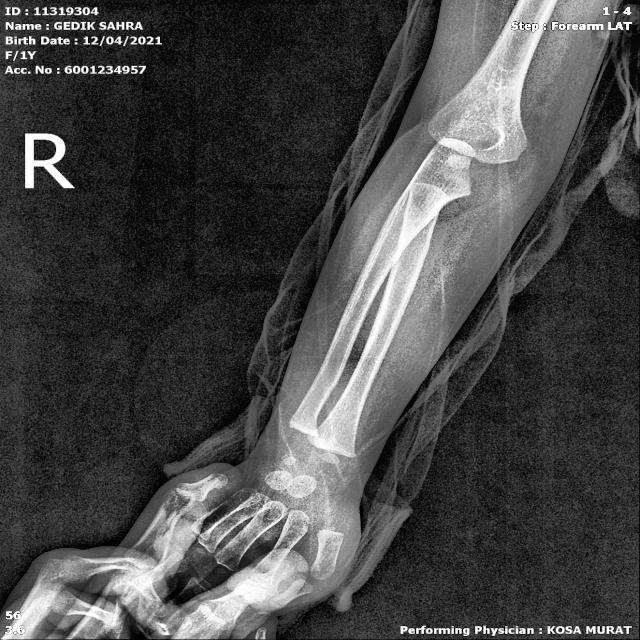 ID : 11319304
Name : GEDIK SAHRA
Birth Date : 12/04/2021
F/1Y
Acc. No : 6001234957
1 - 4
Step : Forearm LAT
R
56
3.6
Performing Physician : KOSA MURAT